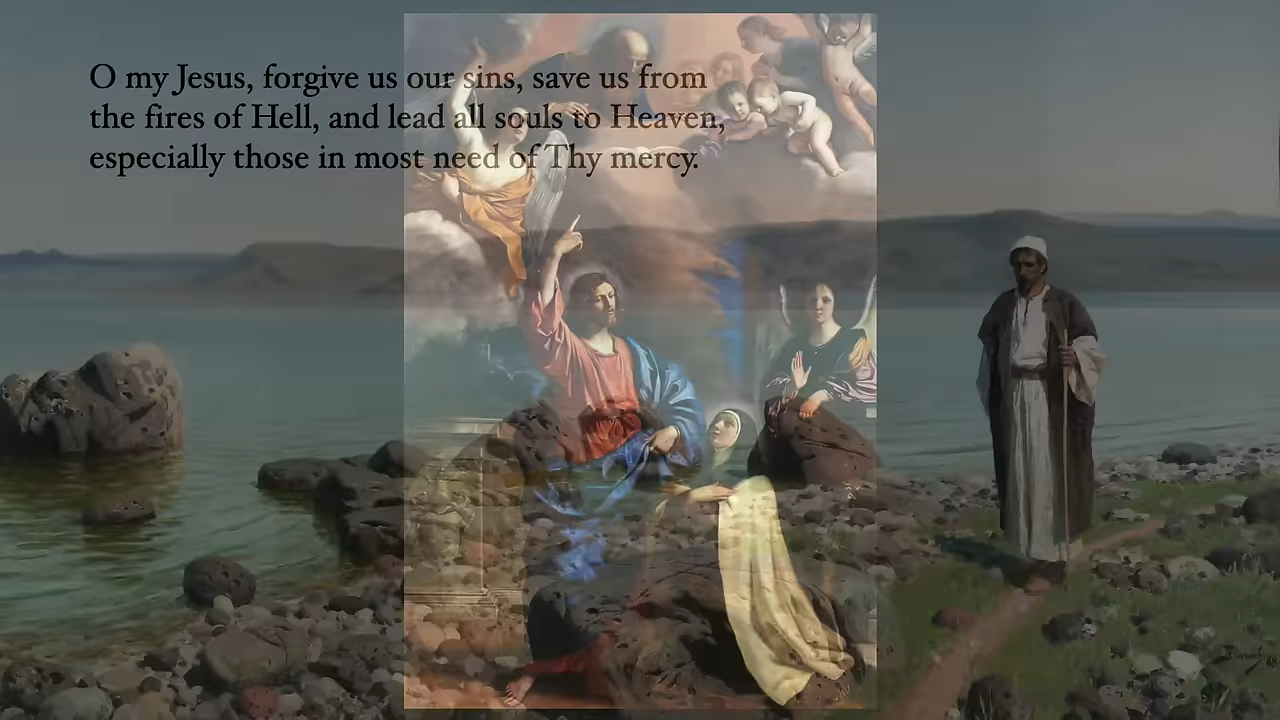 O my Jesus, forgive us our sins, save us from
the fires of Hell, and lead all souls to Heaven,
especially those in most need of Thy mercy.